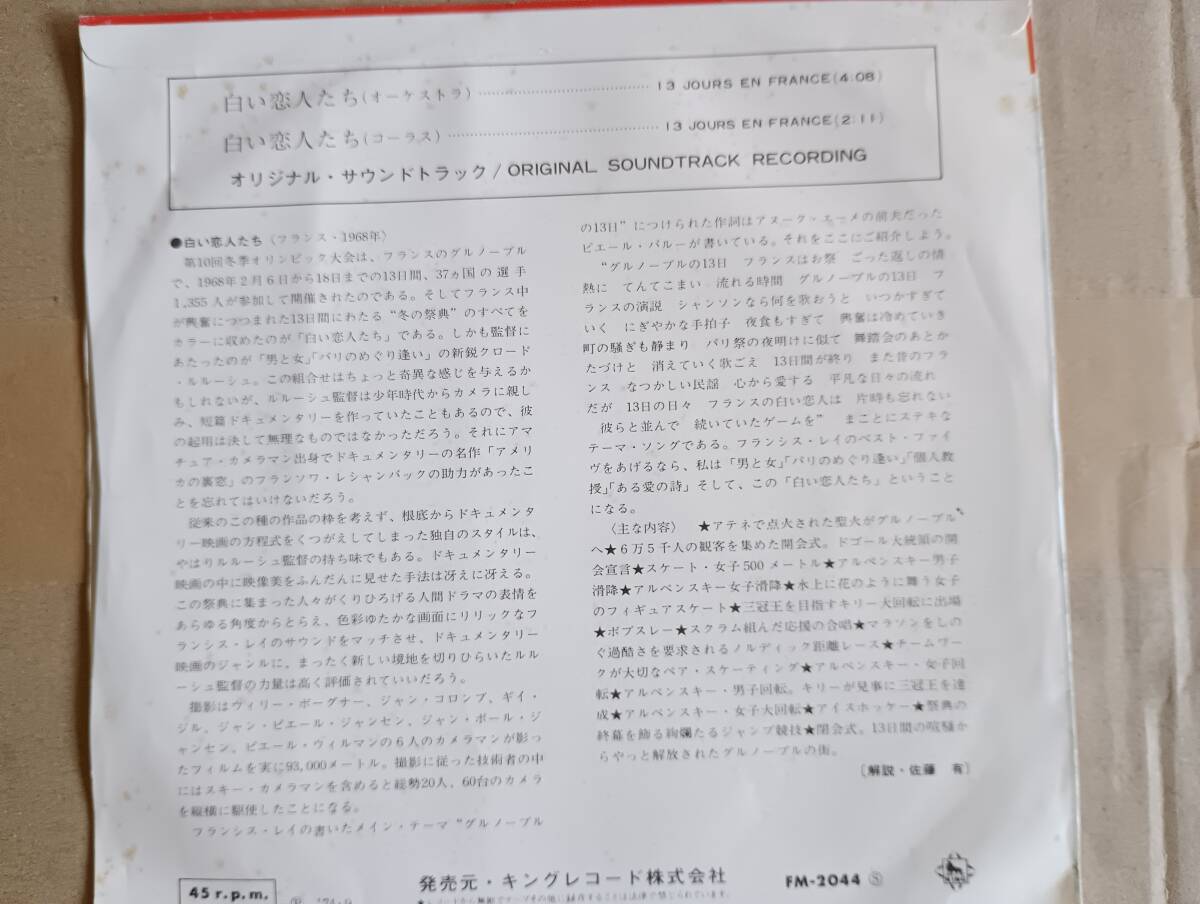 白い恋人たち(オーケストラ)……………………………13 JOURS EN FRANCE(4:08)
白い恋人たち(コーラス)……………………………………13 JOURS EN FRANCE(2:11)
オリジナル・サウンドトラック/ORIGINAL SOUNDTRACK RECORDING
●白い恋人たち〈フランス・1968年〉
第10回冬季オリンピック大会は、フランスのグルノーブル
で、1968年2月6日から18日までの13日間、37ヵ国の選手
1,355人が参加して開催されたのである。そしてフランス中
が興奮につつまれた13日間にわたる“冬の祭典”のすべてを
カラーに収めたのが「白い恋人たち」である。しかも監督に
あたったのが「男と女」「パリのめぐり逢い」の新鋭クロード
・ルルーシュ。この組合せはちょっと奇異な感じを与えるか
もしれないが、ルルーシュ監督は少年時代からカメラに親し
み、短篇ドキュメンタリーを作っていたこともあるので、彼
の起用は決して無理なものではなかっただろう。それにアマ
チュア・カメラマン出身でドキュメンタリーの名作「アメリ
カの裏窓」のフランソワ・レシャンバックの助力があったこ
とを忘れてはいけないだろう。
従来のこの種の作品の枠を考えず、根底からドキュメンタ
リー映画の方程式をくつがえしてしまった独自のスタイルは、
やはりルルーシュ監督の持ち味でもある。ドキュメンタリー
映画の中に映像美をふんだんに見せた手法は冴えに冴える。
この祭典に集まった人々がくりひろげる人間ドラマの表情を
あらゆる角度からとらえ、色彩ゆたかな画面にリリックなフ
ランシス・レイのサウンドをマッチさせ、ドキュメンタリー
映画のジャンルに、まったく新しい境地を切りひらいたルル
ーシュ監督の力量は高く評価されていいだろう。
撮影はヴィリー・ボーグナー、ジャン・コロンブ、ギイ・
ジル、ジャン・ピエール・ジャンセン、ジャン・ポール・ジ
ャンセン、ピエール・ウィルマンの6人のカメラマンが影っ
たフィルムを実に93,000メートル。撮影に従った技術者の中
にはスキー・カメラマンを含めると総勢20人、60台のカメラ
を縦横に駆使したことになる。
フランシス・レイの書いたメイン・テーマ“グルノーブル
の13日”につけられた作詞はアヌーク・エーメの前夫だった
ピエール・バルーが書いている。それをここにご紹介しよう。
“グルノーブルの13日　フランスはお祭　ごった返しの情
熱に　てんてこまい　流れる時間　グルノーブルの13日　フ
ランスの演説　シャンソンなら何を歌おうと　いつかすぎて
いく　にぎやかな手拍子　夜食もすぎて　興奮は冷めていき
町の騒ぎも静まり　パリ祭の夜明けに似て　舞踏会のあとか
たづけと　消えていく歌ごえ　13日間が終り　また昔のフラ
ンス　なつかしい民謡　心から愛する　平凡な日々の流れ
だが　13日の日々　フランスの白い恋人は　片時も忘れない
彼らと並んで　続いていたゲームを”　まことにステキな
テーマ・ソングである。フランシス・レイのベスト・ファイ
ヴをあげるなら、私は「男と女」「パリのめぐり逢い」「個人教
授」「ある愛の詩」そして、この「白い恋人たち」ということ
になる。
〈主な内容〉　★アテネで点火された聖火がグルノーブル
へ★6万5千人の観客を集めた開会式。ドゴール大統領の開
会宣言★スケート・女子500メートル★アルペンスキー男子
滑降★アルペンスキー女子滑降★氷上に花のように舞う女子
のフィギュアスケート★三冠王を目指すキリー大回転に出場
★ボブスレー★スクラム組んだ応援の合唱★マラソンをしの
ぐ過酷さを要求されるノルディック距離レース★チームワー
クが大切なペア・スケーティング★アルペンスキー・女子回
転★アルペンスキー・男子回転。キリーが見事に三冠王を達
成★アルペンスキー・女子大回転★アイスホッケー★祭典の
終幕を飾る絢爛たるジャンプ競技★閉会式。13日間の喧騒か
らやっと解放されたグルノーブルの街。
〔解説・佐藤　有〕
45 r.p.m.
発売元・キングレコード株式会社
FM-2044 Ⓢ